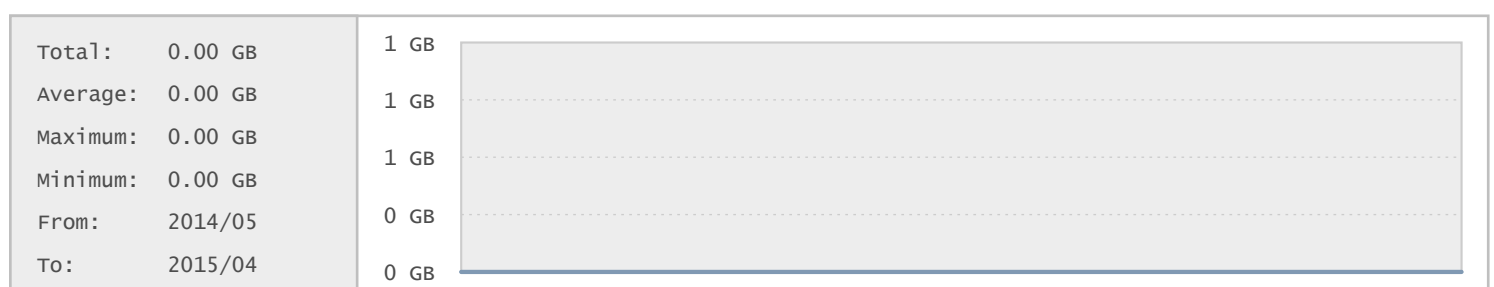 Total: 0.00 GB
Average: 0.00 GB
Maximum: 0.00 GB
Minimum: 0.00 GB
From: 2014/05
To: 2015/04
1 GB
1 GB
1 GB
0 GB
0 GB